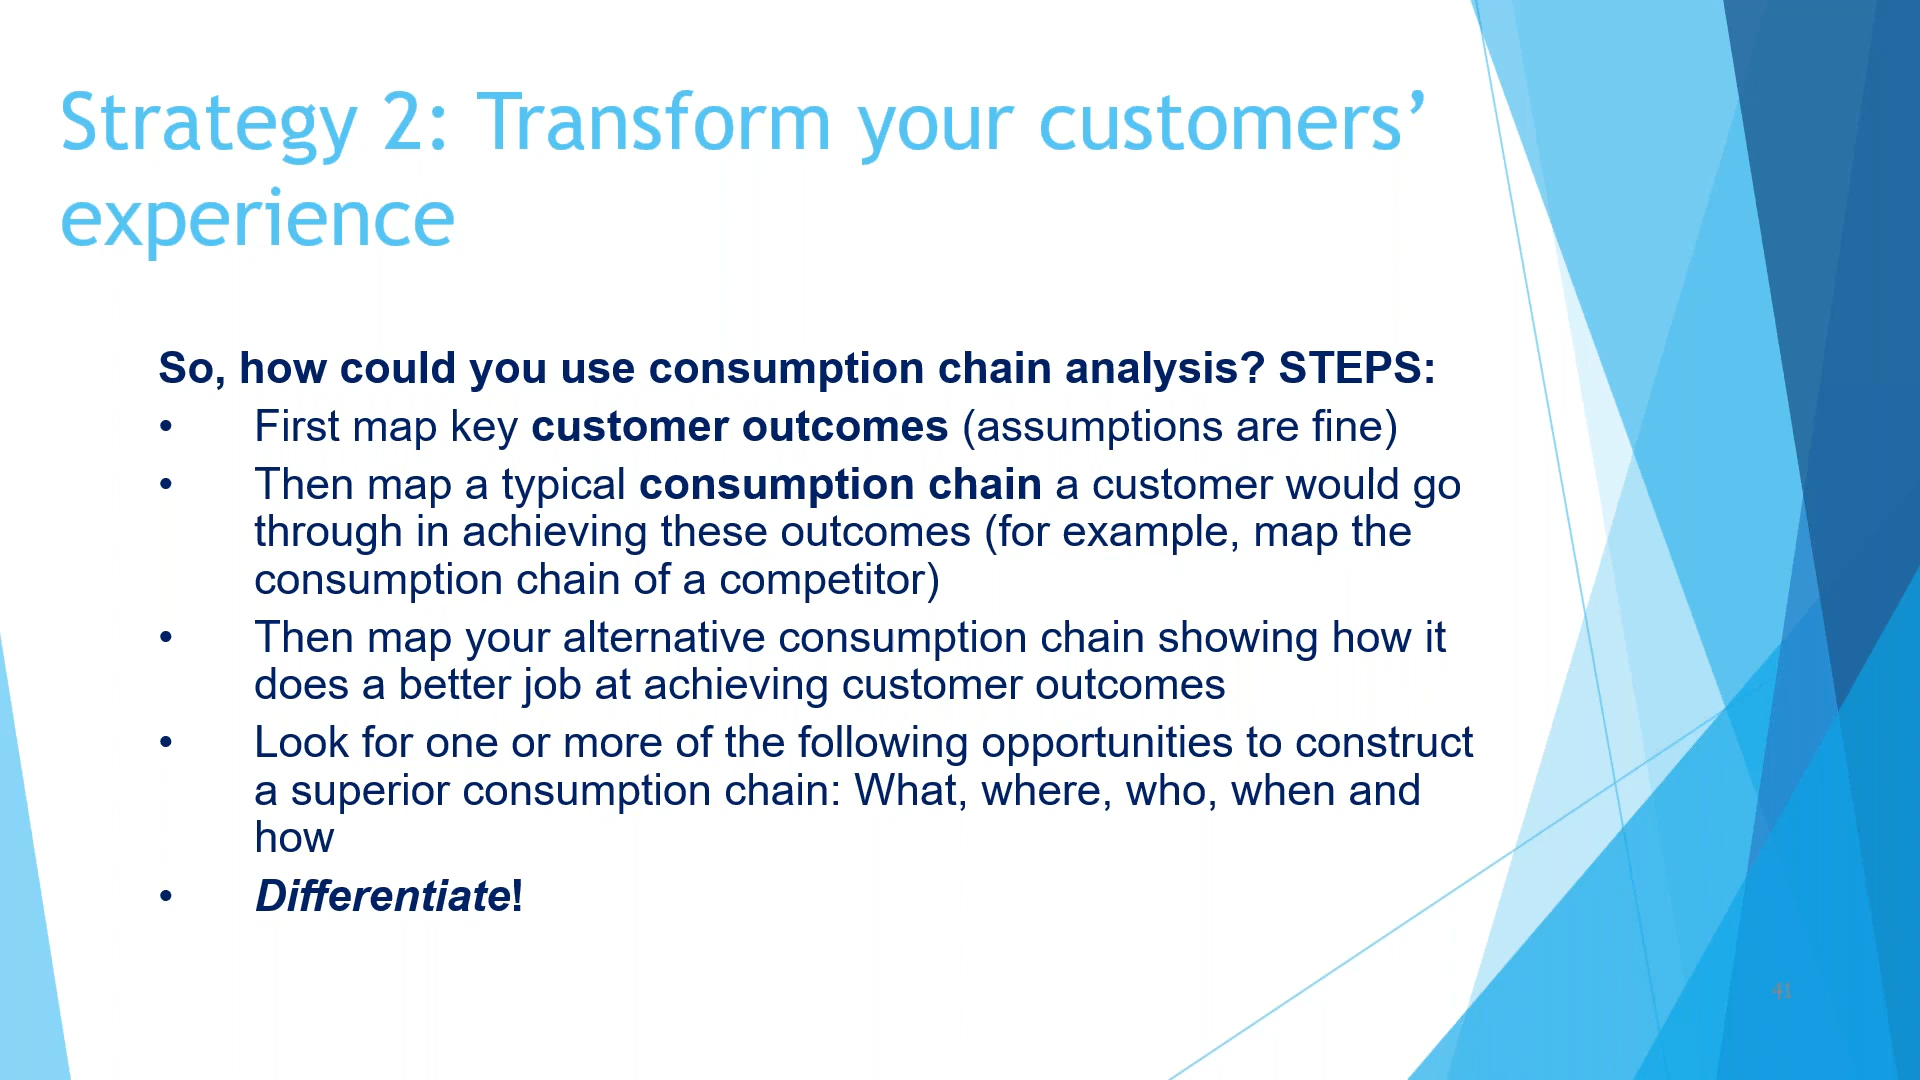 Strategy 2: Transform your customers’
experience
So, how could you use consumption chain analysis? STEPS:
• First map key customer outcomes (assumptions are fine)
• Then map a typical consumption chain a customer would go
through in achieving these outcomes (for example, map the
consumption chain of a competitor)
• Then map your alternative consumption chain showing how it
does a better job at achieving customer outcomes
• Look for one or more of the following opportunities to construct
a superior consumption chain: What, where, who, when and
how
• Differentiate!
41